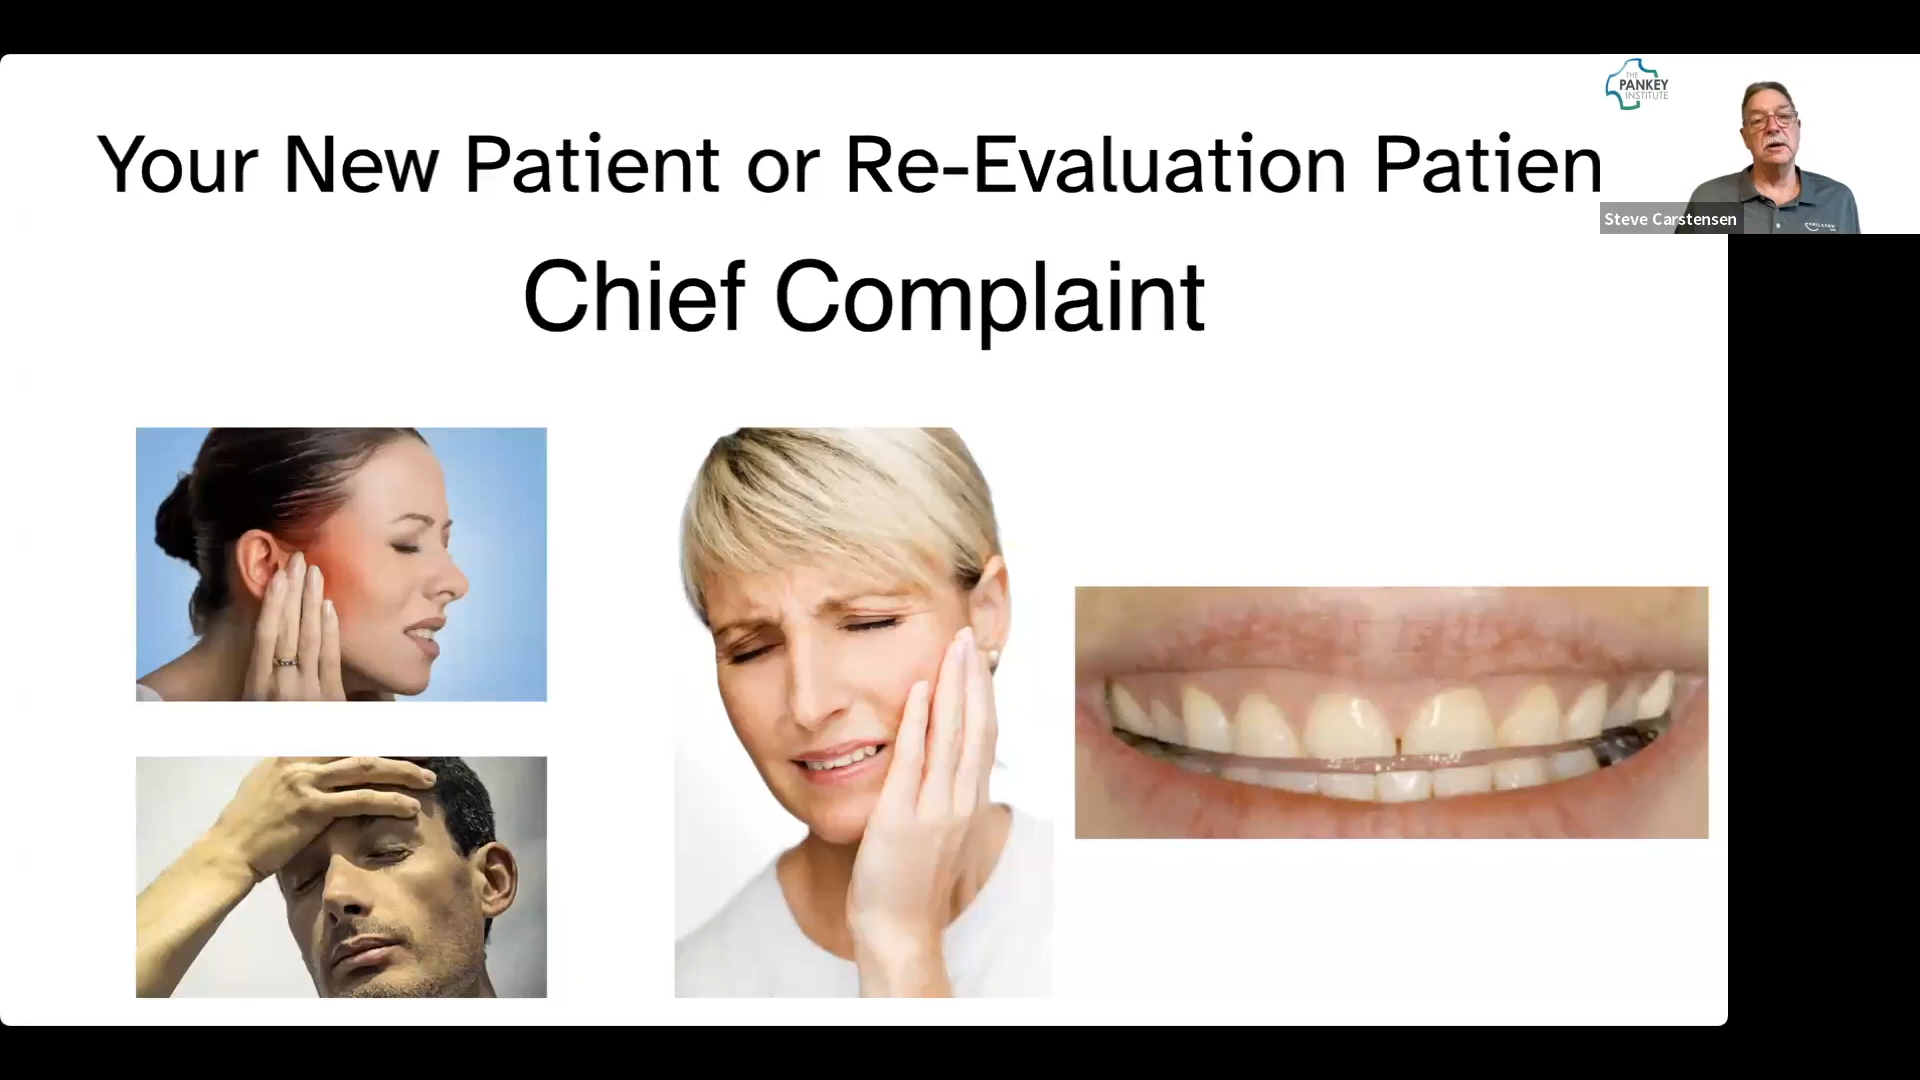 Your New Patient or Re-Evaluation Patien
Chief Complaint
THE
PANKEY
INSTITUTE
Steve Carstensen